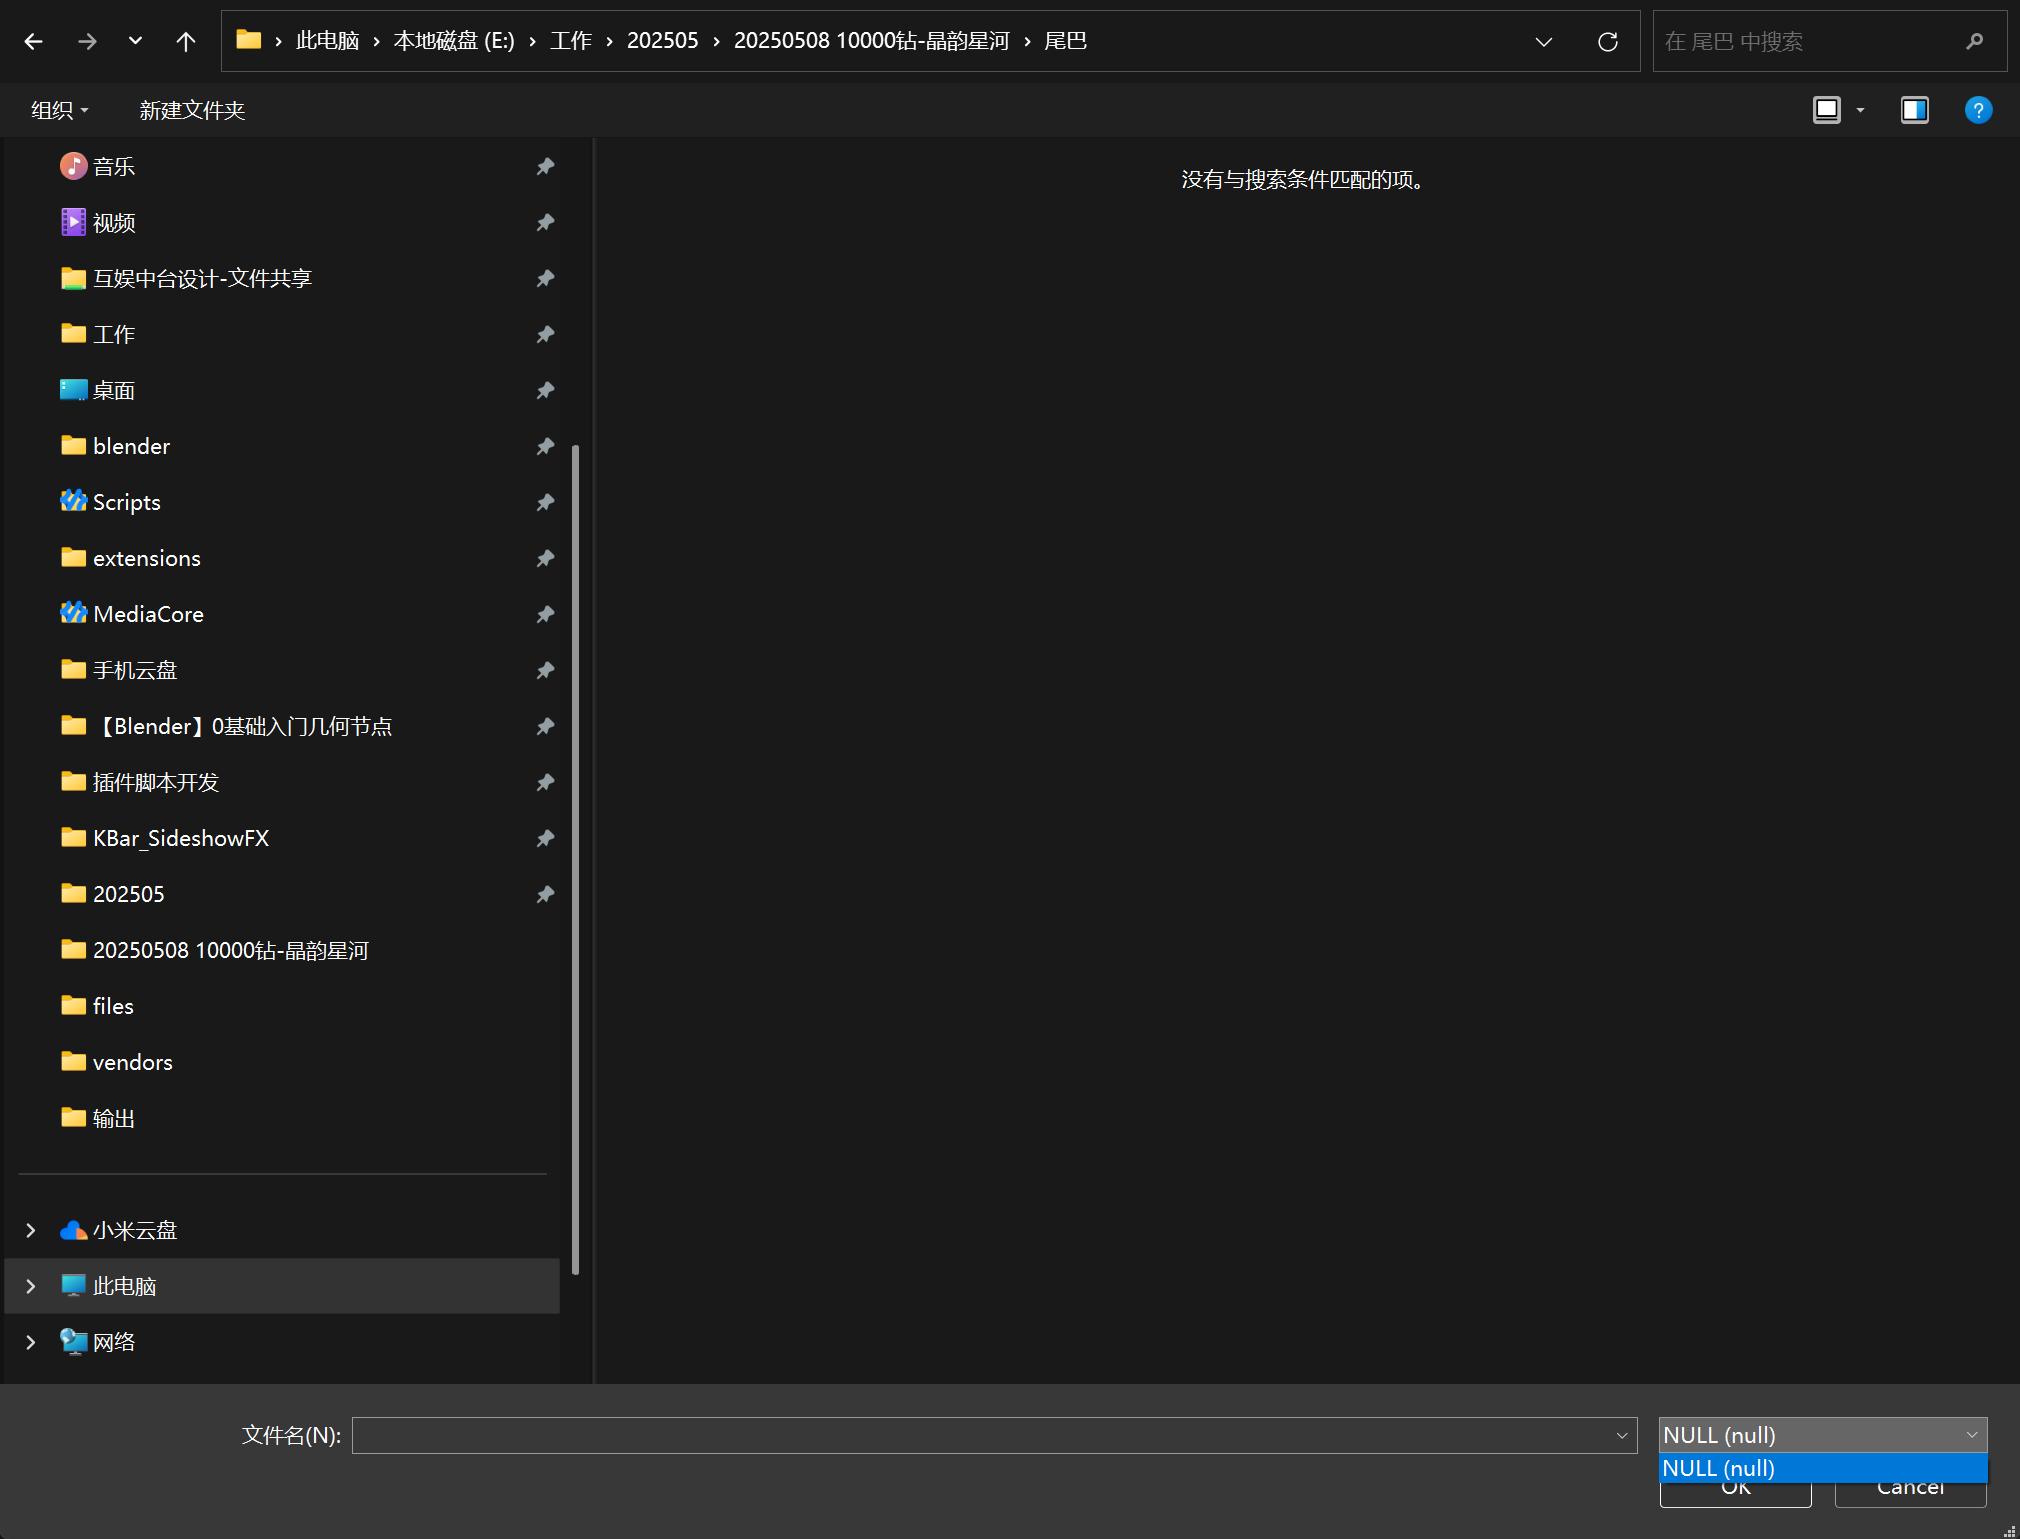 此电脑 › 本地磁盘 (E:) › 工作 › 202505 › 20250508 10000钻-晶韵星河 › 尾巴
在 尾巴 中搜索
组织
新建文件夹
音乐
视频
互娱中台设计-文件共享
工作
桌面
blender
Scripts
extensions
MediaCore
手机云盘
【Blender】0基础入门几何节点
插件脚本开发
KBar_SideshowFX
202505
20250508 10000钻-晶韵星河
files
vendors
输出
小米云盘
此电脑
网络
没有与搜索条件匹配的项。
文件名(N):
NULL (null)
NULL (null)
OK
Cancel